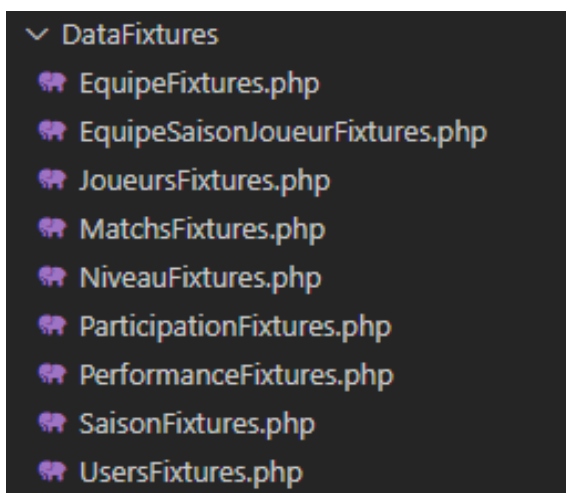 DataFixtures
EquipeFixtures.php
EquipeSaisonJoueurFixtures.php
JoueursFixtures.php
MatchsFixtures.php
NiveauFixtures.php
ParticipationFixtures.php
PerformanceFixtures.php
SaisonFixtures.php
UsersFixtures.php